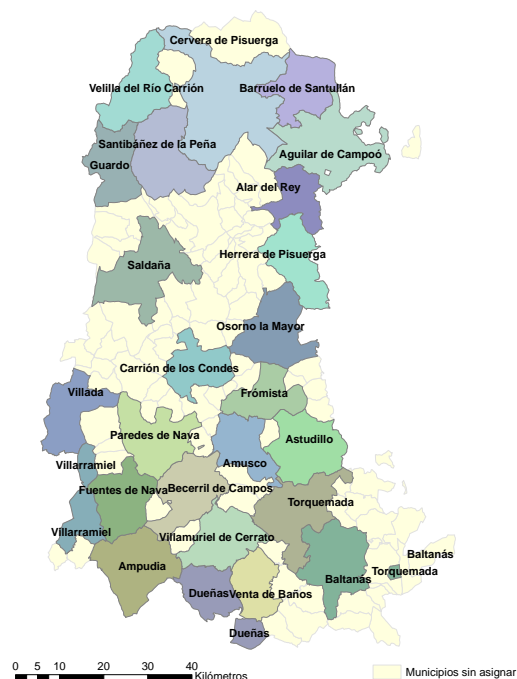 Cervera de Pisuerga
Velilla del Río Carrión
Barruelo de Santullán
Santibáñez de la Peña
Aguilar de Campoó
Guardo
Alar del Rey
Herrera de Pisuerga
Saldaña
Osorno la Mayor
Carrión de los Condes
Villada
Frómista
Paredes de Nava
Astudillo
Villarramiel
Amusco
Fuentes de Nava
Becerril de Campos
Torquemada
Villarramiel
Villamuriel de Cerrato
Baltanás
Ampudia
Torquemada
Baltanás
Dueñas
Venta de Baños
Dueñas
0 5 10 20 30 40
Kilómetros
Municipios sin asignar